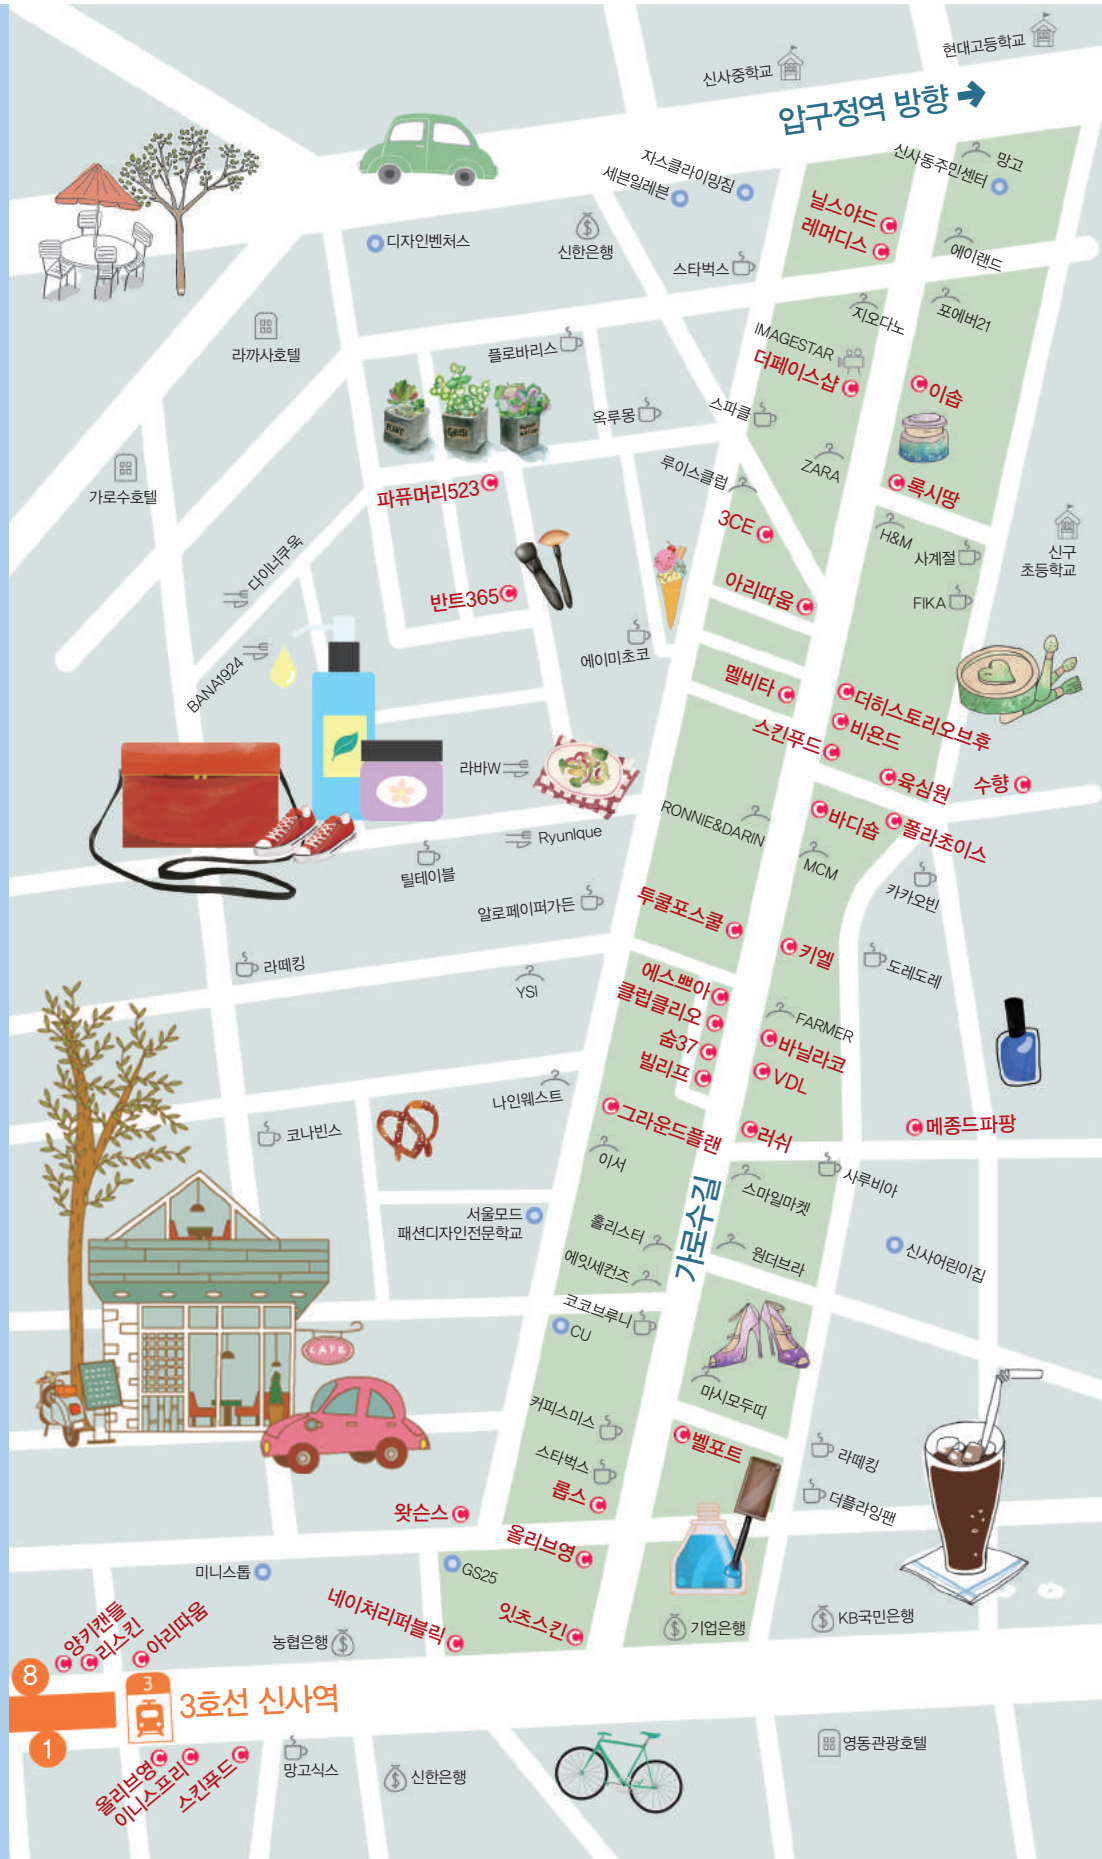 현대고등학교
신사중학교
압구정역 방향
망고
신사동주민센터
자스클라이밍짐
세븐일레븐
닐스야드
레머디스
디자인벤처스
신한은행
에이랜드
스타벅스
지오다노
포에버21
라까사호텔
플로바리스
IMAGESTAR
더페이스샵
이솝
스파클
옥루몽
가로수호텔
루이스클럽
ZARA
파퓨머리523
록시땅
3CE
H&M
사계절
신구
초등학교
다이너쿠욱
반트365
아리따움
FIKA
에이미초코
BANA1924
멜비타
더히스토리오브후
비욘드
스킨푸드
육심원
수향
라바W
RONNIE&DARIN
바디숍
폴라초이스
Ryunique
MCM
틸테이블
카카오빈
알로페이퍼가든
투쿨포스쿨
키엘
라떼킹
도레도레
에스쁘아
YSI
클럽클리오
FARMER
숨37
바닐라코
빌리프
VDL
나인웨스트
그라운드플랜
러쉬
메종드파팡
코나빈스
이서
사루비아
스마일마켓
가로수길
서울모드
패션디자인전문학교
홀리스터
원더브라
신사어린이집
에잇세컨즈
코코브루니
CU
CAFE
마시모두띠
커피스미스
벨포트
라떼킹
스타벅스
롭스
더플라잉팬
왓슨스
올리브영
미니스톱
GS25
네이처리퍼블릭
잇츠스킨
KB국민은행
기업은행
농협은행
양키캔들
리스킨
아리따움
8
3
3호선 신사역
1
올리브영
이니스프리
스킨푸드
망고식스
신한은행
영동관광호텔